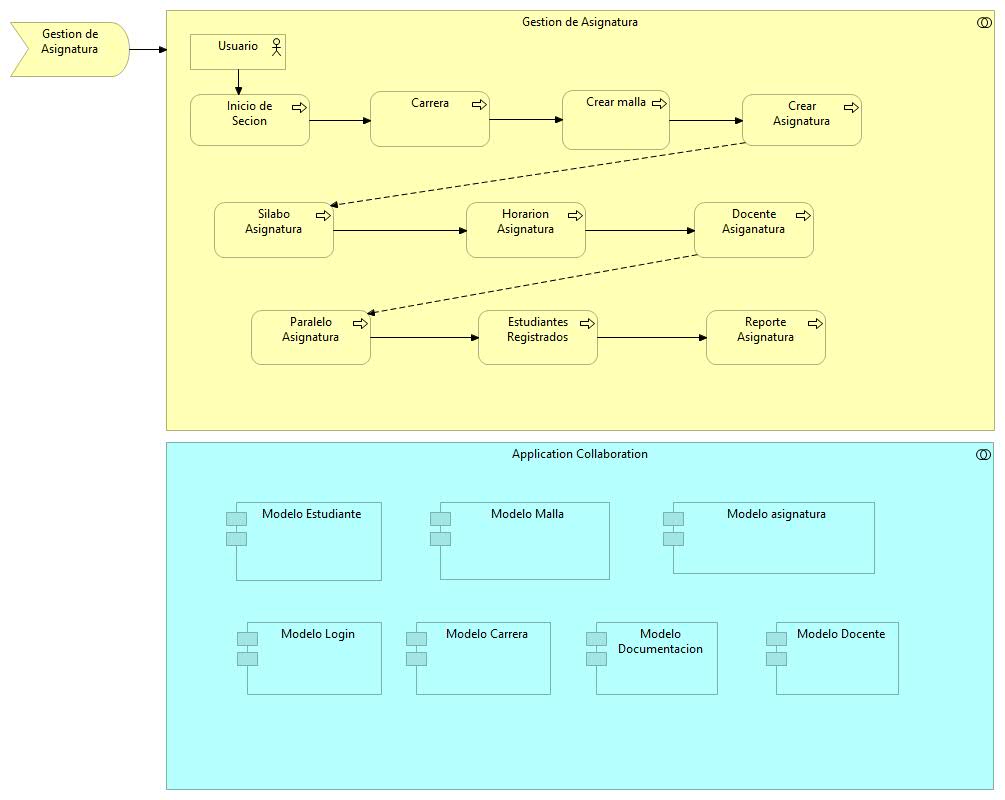 Gestion de
Asignatura
Gestion de Asignatura
Usuario
Inicio de
Secion
Carrera
Crear malla
Crear
Asignatura
Silabo
Asignatura
Horarion
Asignatura
Docente
Asiganatura
Paralelo
Asignatura
Estudiantes
Registrados
Reporte
Asignatura
Application Collaboration
Modelo Estudiante
Modelo Malla
Modelo asignatura
Modelo Login
Modelo Carrera
Modelo
Documentacion
Modelo Docente